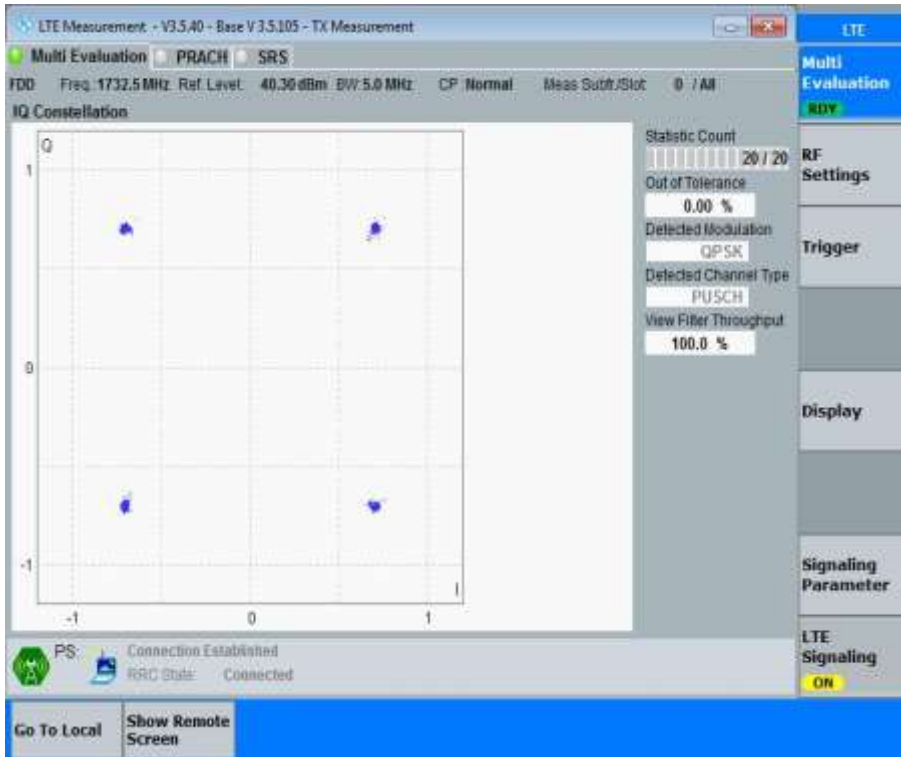 LTE Measurement - V3.5.40 - Base V 3.5.105 - TX Measurement
Multi Evaluation PRACH SRS
FDD Freq.:1732.5 MHz Ref. Level: 40.30 dBm BW:5.0 MHz CP:Normal Meas Subfr./Slot: 0 / All
IQ Constellation
Q
1
0
-1
I
-1 0 1
Statistic Count
20 / 20
Out of Tolerance
0.00 %
Detected Modulation
QPSK
Detected Channel Type
PUSCH
View Filter Throughput
100.0 %
PS: Connection Established
RRC State: Connected
Go To Local
Show Remote
Screen
LTE
Multi
Evaluation
RDY
RF
Settings
Trigger
Display
Signaling
Parameter
LTE
Signaling
ON